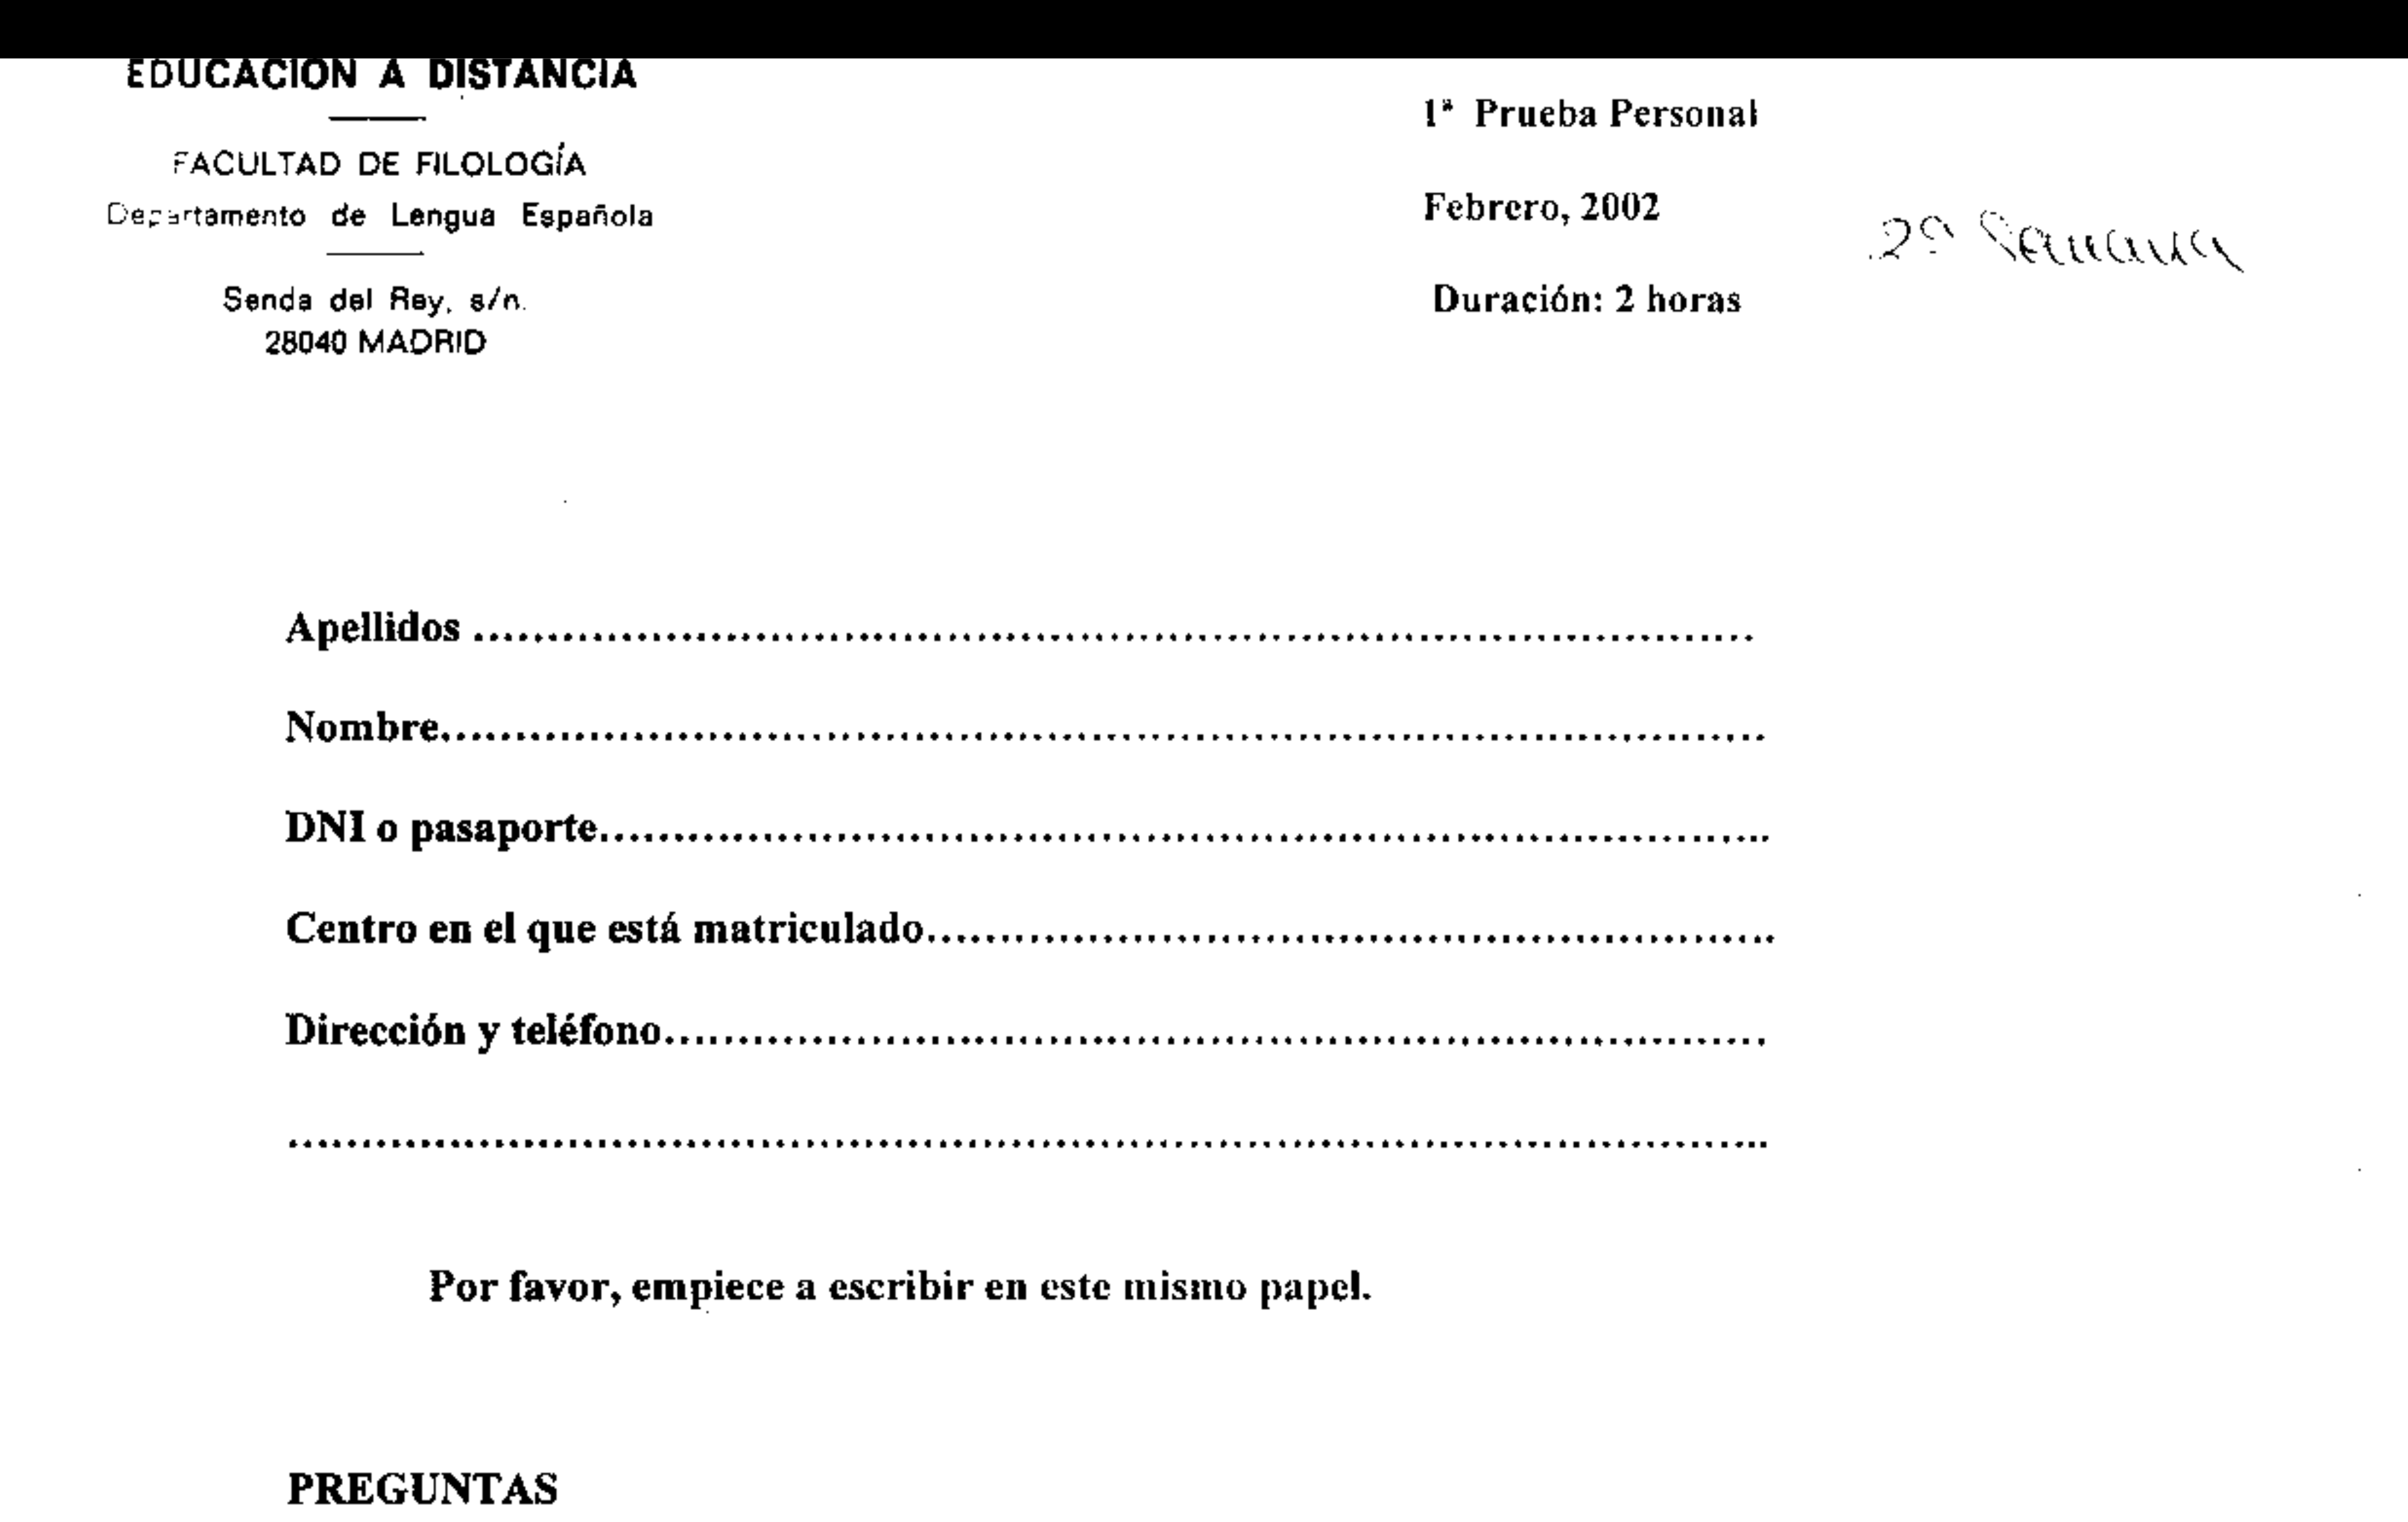 EDUCACIÓN A DISTANCIA
FACULTAD DE FILOLOGÍA
Departamento de Lengua Española
Senda del Rey, s/n.
28040 MADRID
1ª Prueba Personal
Febrero, 2002
2ª Semana
Duración: 2 horas
Apellidos ..........
Nombre..........
DNI o pasaporte..........
Centro en el que está matriculado..........
Dirección y teléfono..........
..........
Por favor, empiece a escribir en este mismo papel.
PREGUNTAS